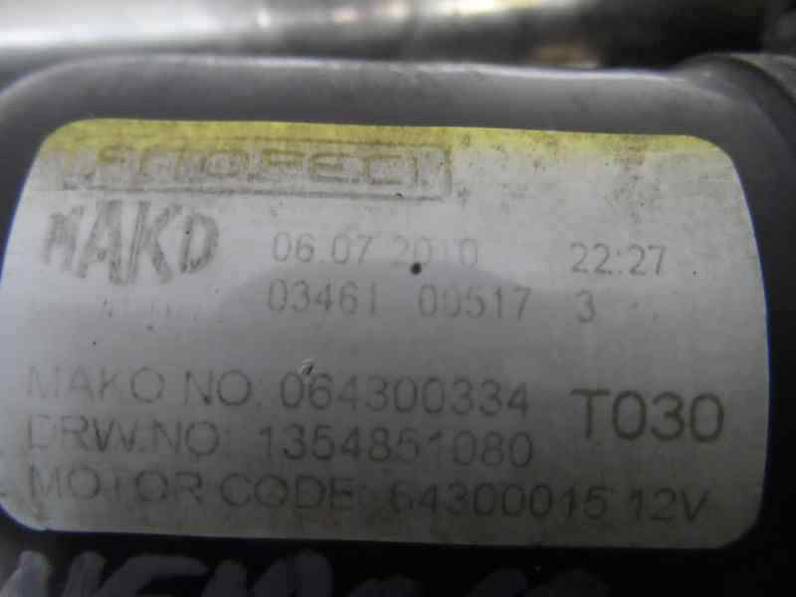 MAKO 06.07.2010 22:27
03461 00517 3
MAKO NO. 064300334 T030
DRW.NO: 1354851080
MOTOR CODE: 64300015 12V